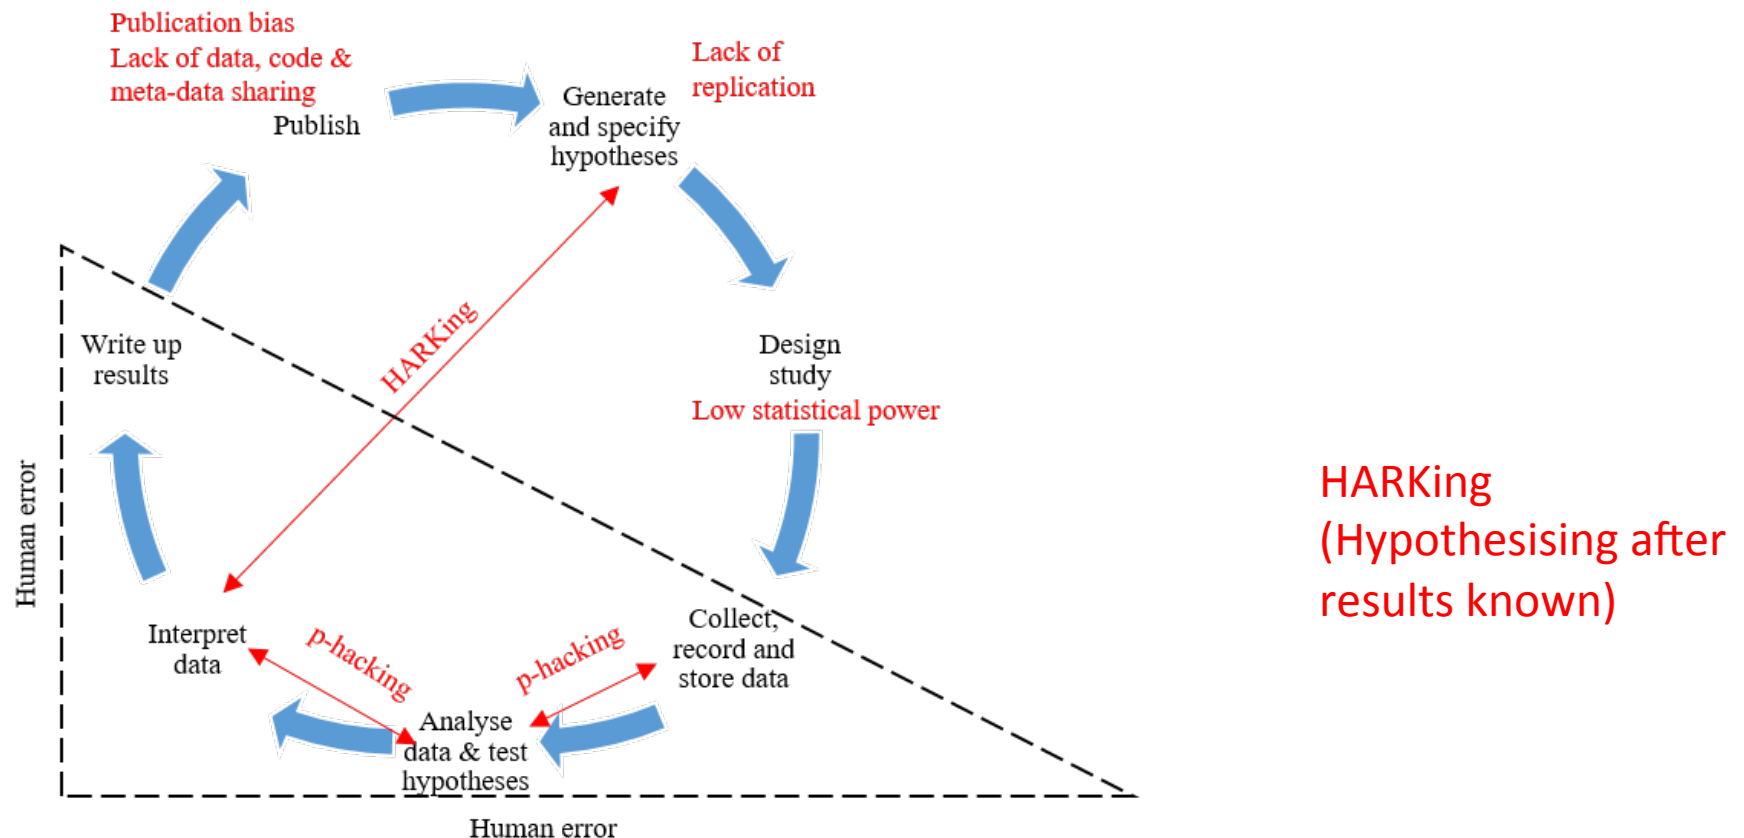 Publication bias
Lack of data, code &
meta-data sharing
Publish
Generate
and specify
hypotheses
Lack of
replication
HARKing
Write up
results
Design
study
Low statistical power
Human error
Interpret
data
p-hacking
p-hacking
Collect,
record and
store data
Analyse
data & test
hypotheses
Human error
HARKing
(Hypothesising after
results known)